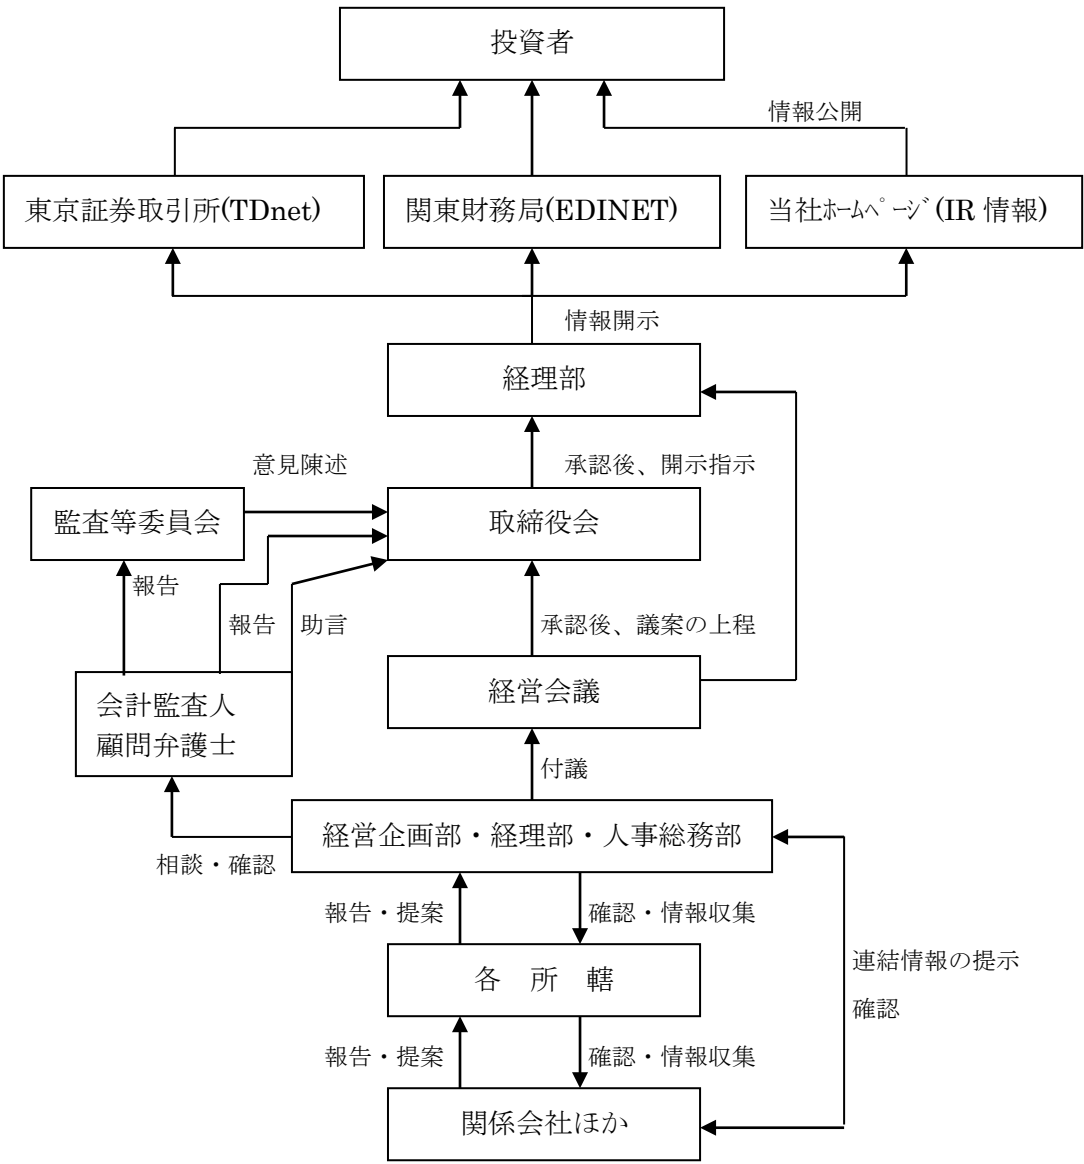 投資者
情報公開
東京証券取引所(TDnet)
関東財務局(EDINET)
当社ﾎｰﾑﾍﾟｰｼﾞ(IR 情報)
情報開示
経理部
意見陳述
承認後、開示指示
監査等委員会
取締役会
報告
報告
助言
承認後、議案の上程
会計監査人
顧問弁護士
経営会議
付議
経営企画部・経理部・人事総務部
相談・確認
報告・提案
確認・情報収集
各　所　轄
連結情報の提示
確認
報告・提案
確認・情報収集
関係会社ほか